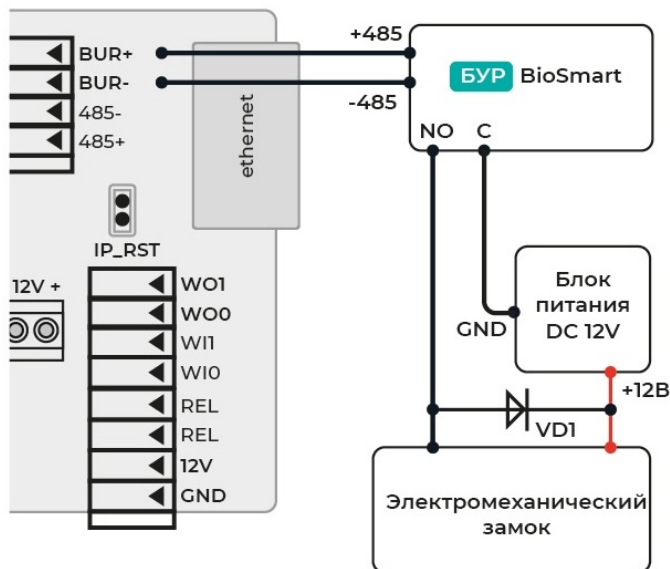 BUR+
BUR-
485-
485+
ethernet
+485
-485
БУР BioSmart
NO C
IP_RST
12V +
WO1
WO0
WI1
WI0
REL
REL
12V
GND
Блок
питания
DC 12V
GND
+12В
VD1
Электромеханический
замок